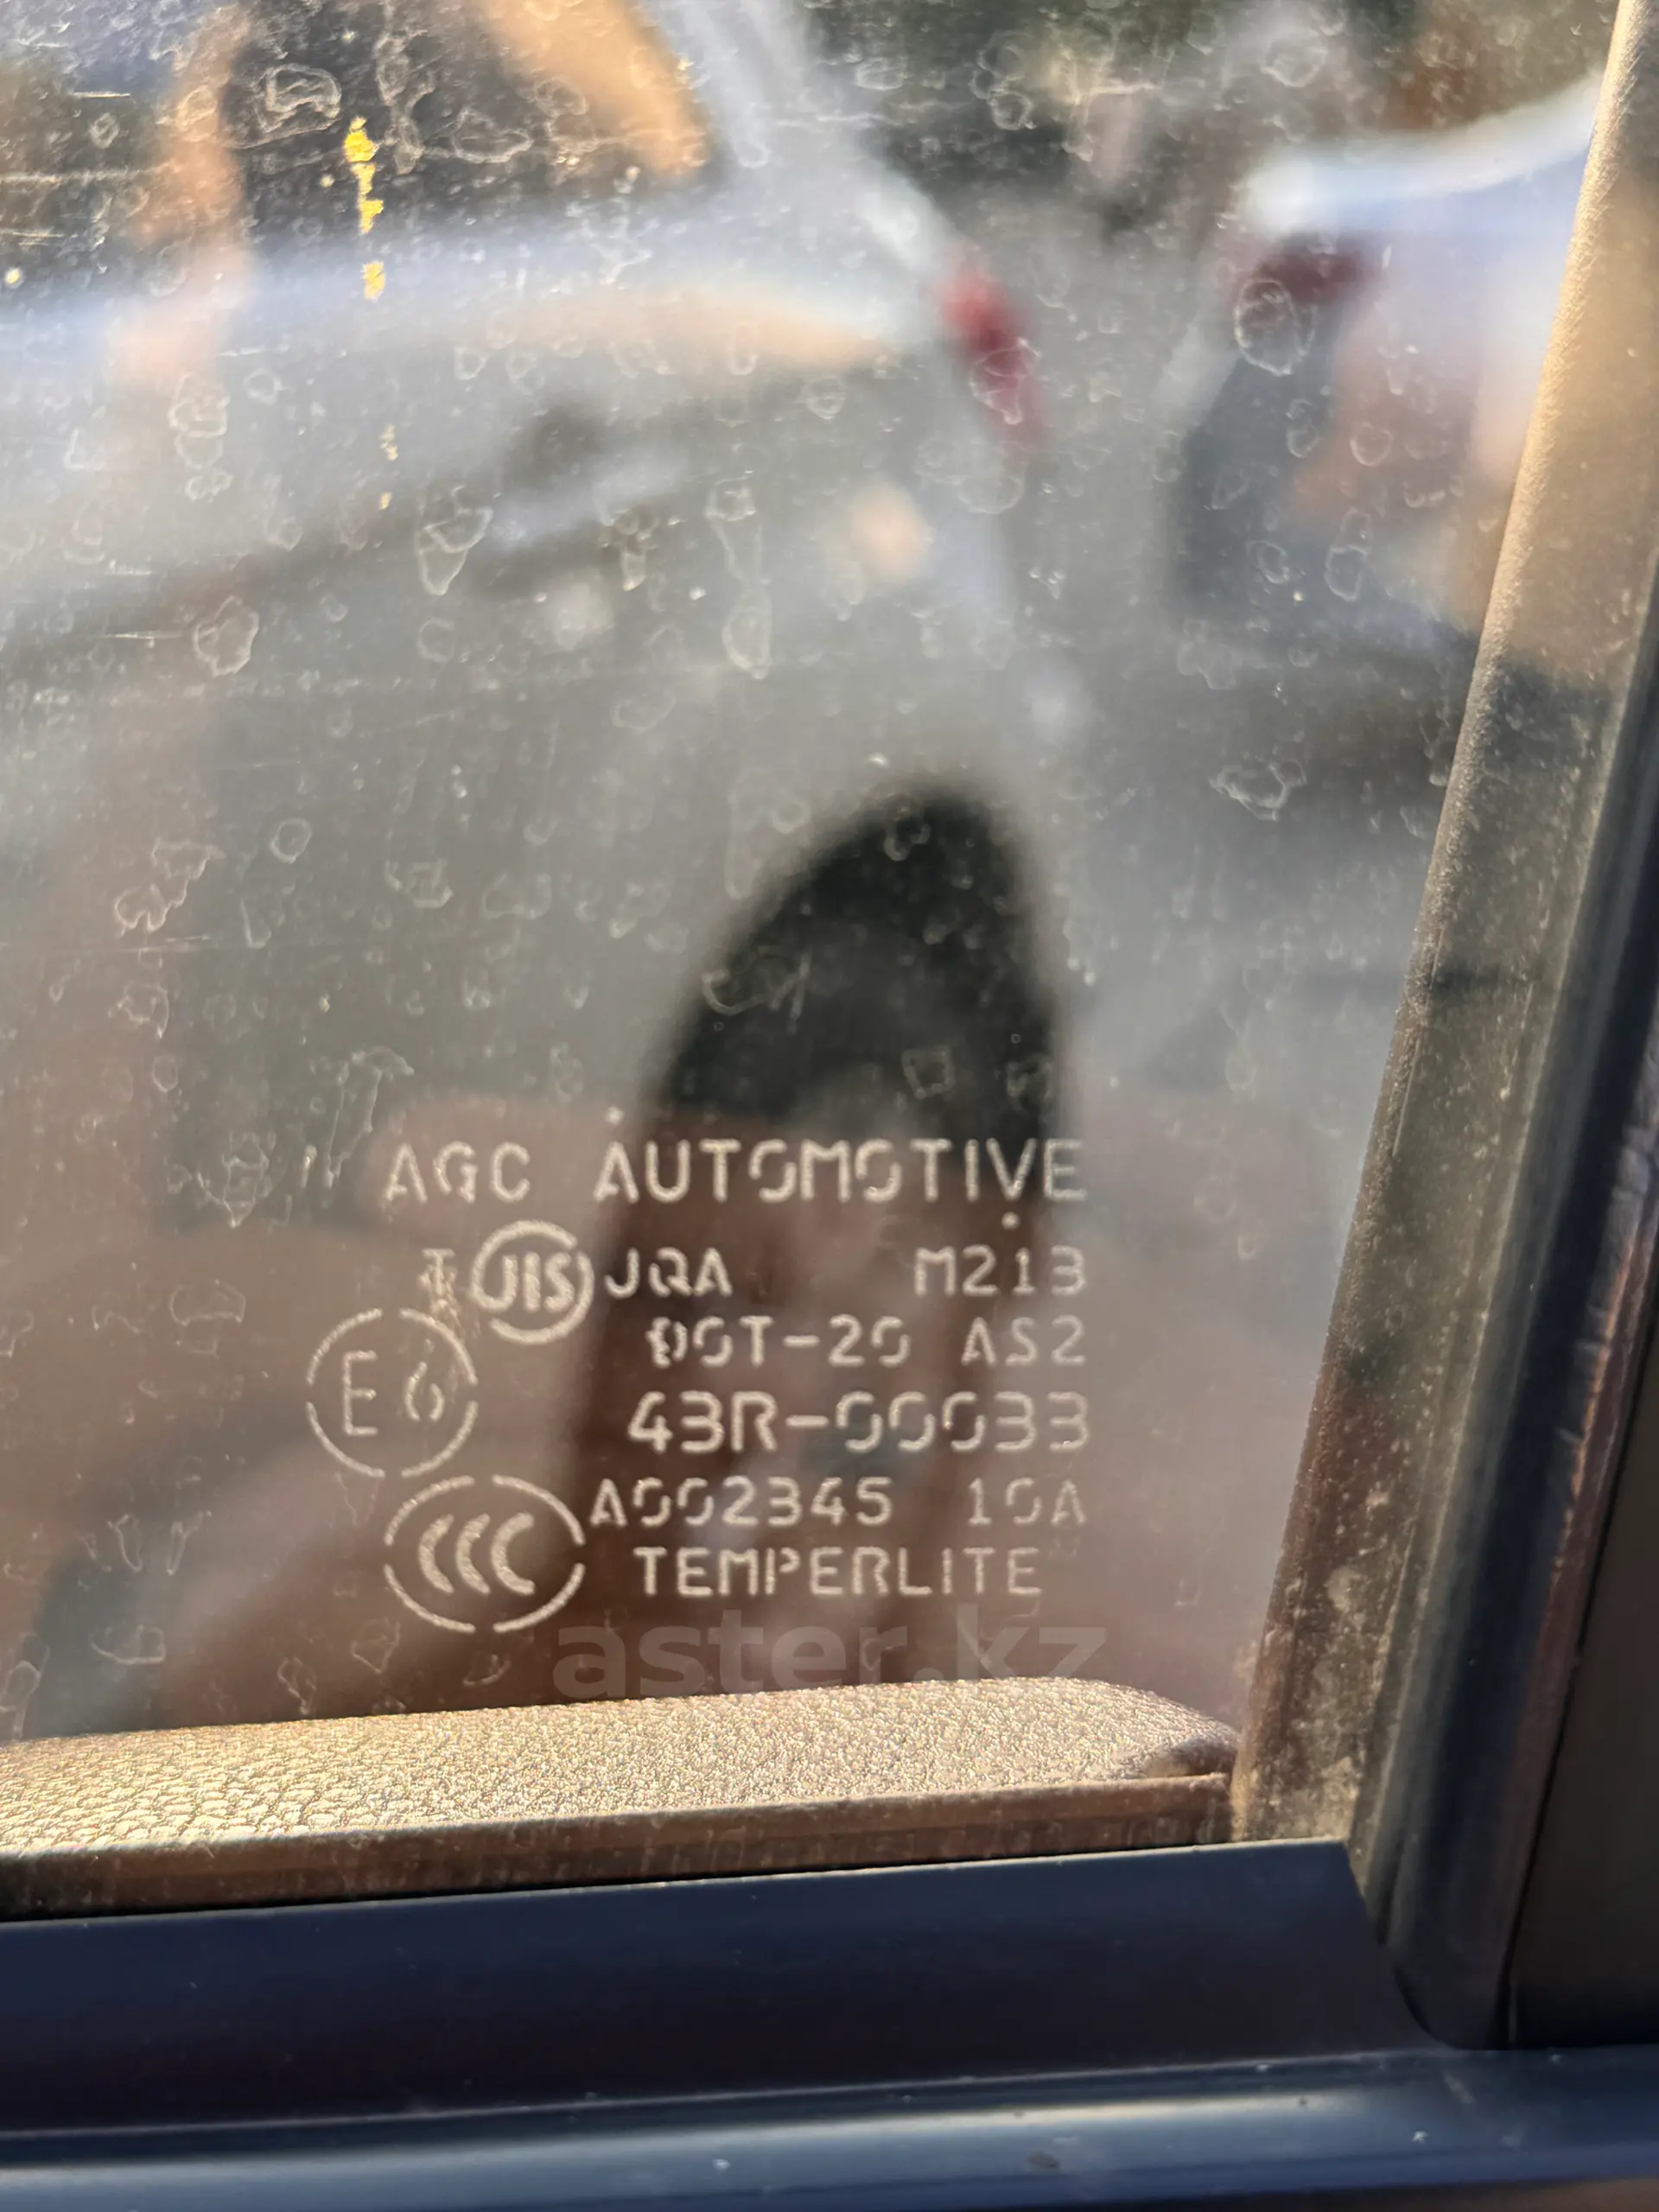 AGC AUTOMOTIVE
T JIS JQA M213
DOT-20 AS2
E6
43R-00033
A002345 10A
CCC
TEMPERLITE
aster.kz